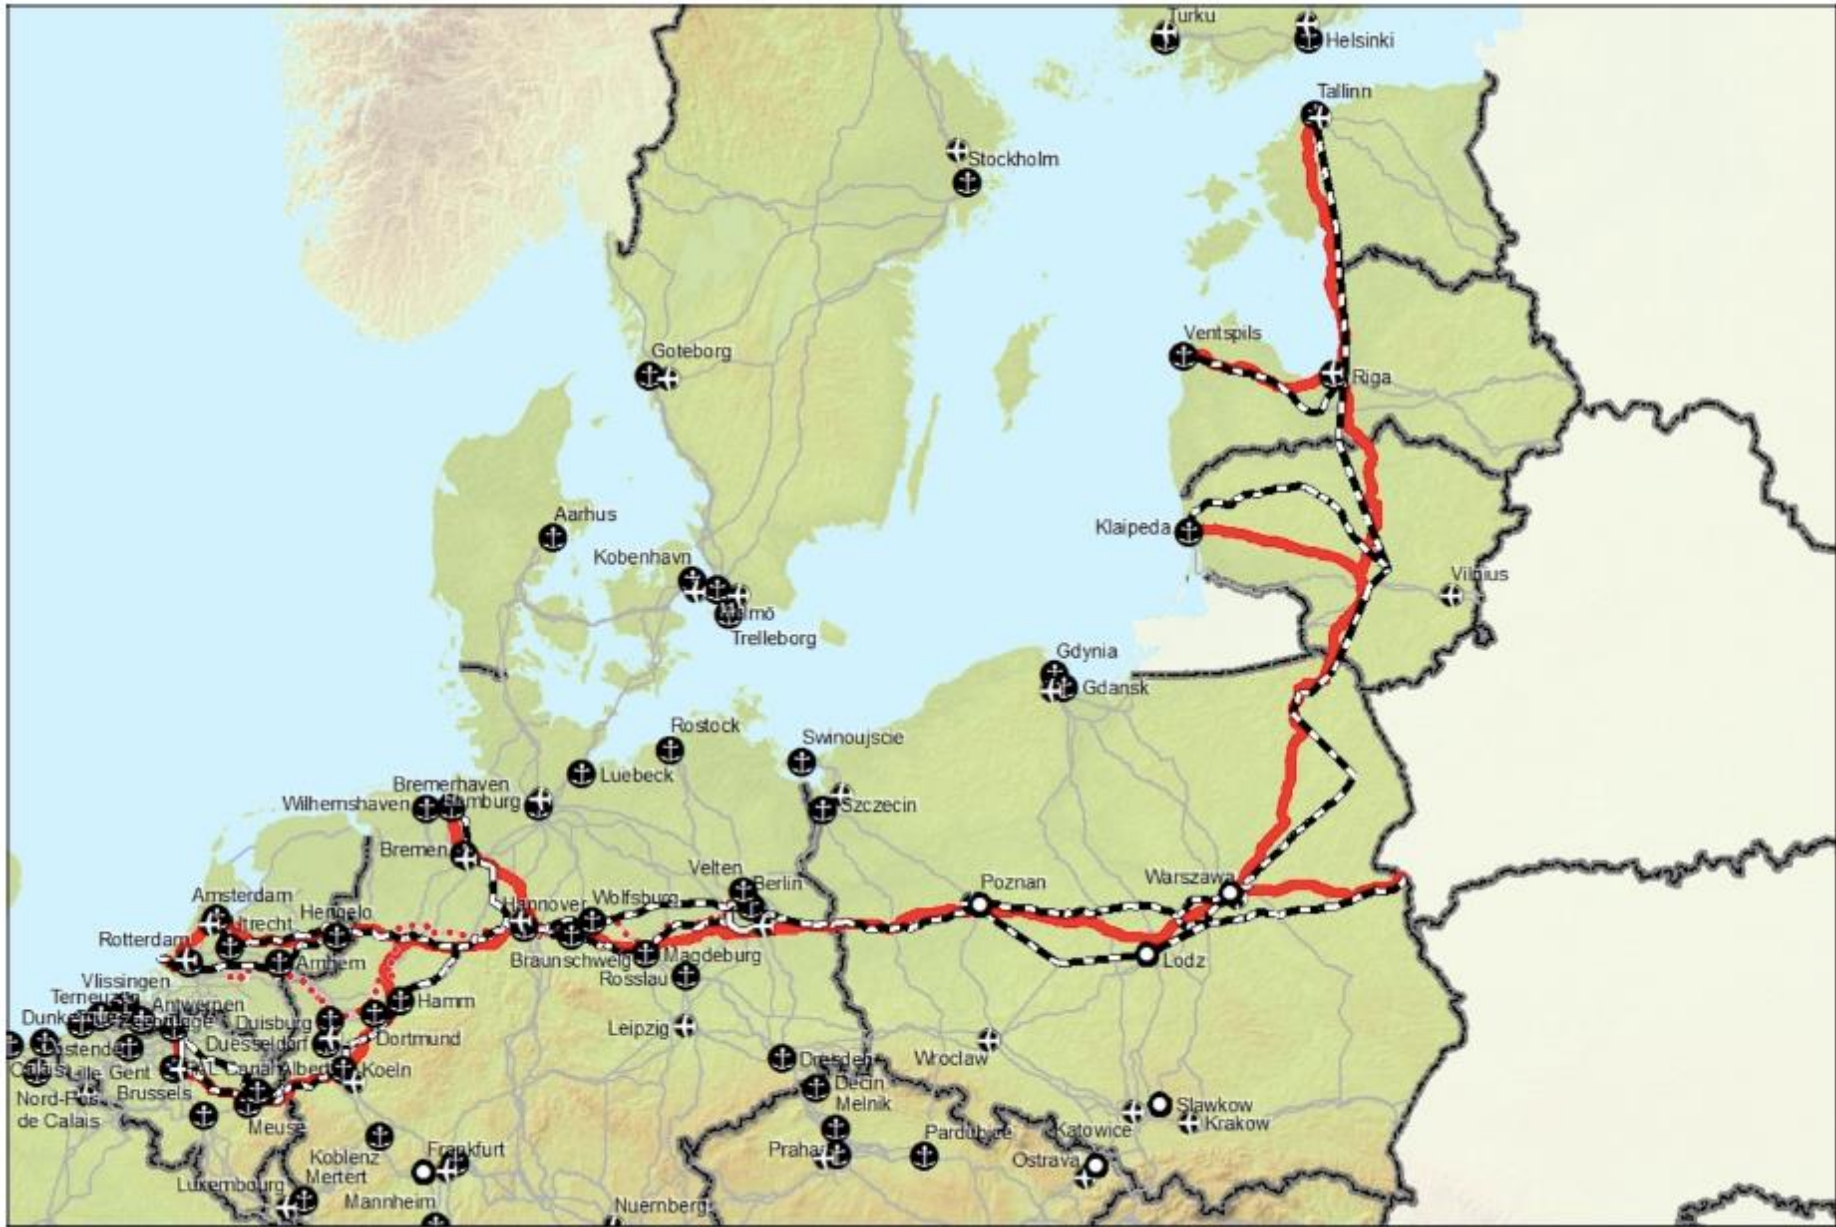 Turku
Helsinki
Tallinn
Stockholm
Ventspils
Goteborg
Riga
Aarhus
Klaipeda
Kobenhavn
Vilnius
Trelleborg
Gdynia
Gdansk
Rostock
Swinoujscie
Luebeck
Bremerhaven
Wilhemshaven
Szczecin
Bremen
Velten
Berlin
Poznan
Warszawa
Amsterdam
Hengelo
Hannover
Wolfsburg
Rotterdam
Arnhem
Braunschweig
Magdeburg
Lodz
Vlissingen
Rosslau
Antwerpen
Hamm
Duisburg
Leipzig
Duesseldorf
Dortmund
Wroclaw
Dresden
Lille
Gent
Canal
Albert
Koeln
Brussels
Decin
Nord-Pas
de Calais
Melnik
Slawkow
Meuse
Katowice
Krakow
Praha
Pardubice
Koblenz
Frankfurt
Ostrava
Mertert
Luxembourg
Mannheim
Nuernberg